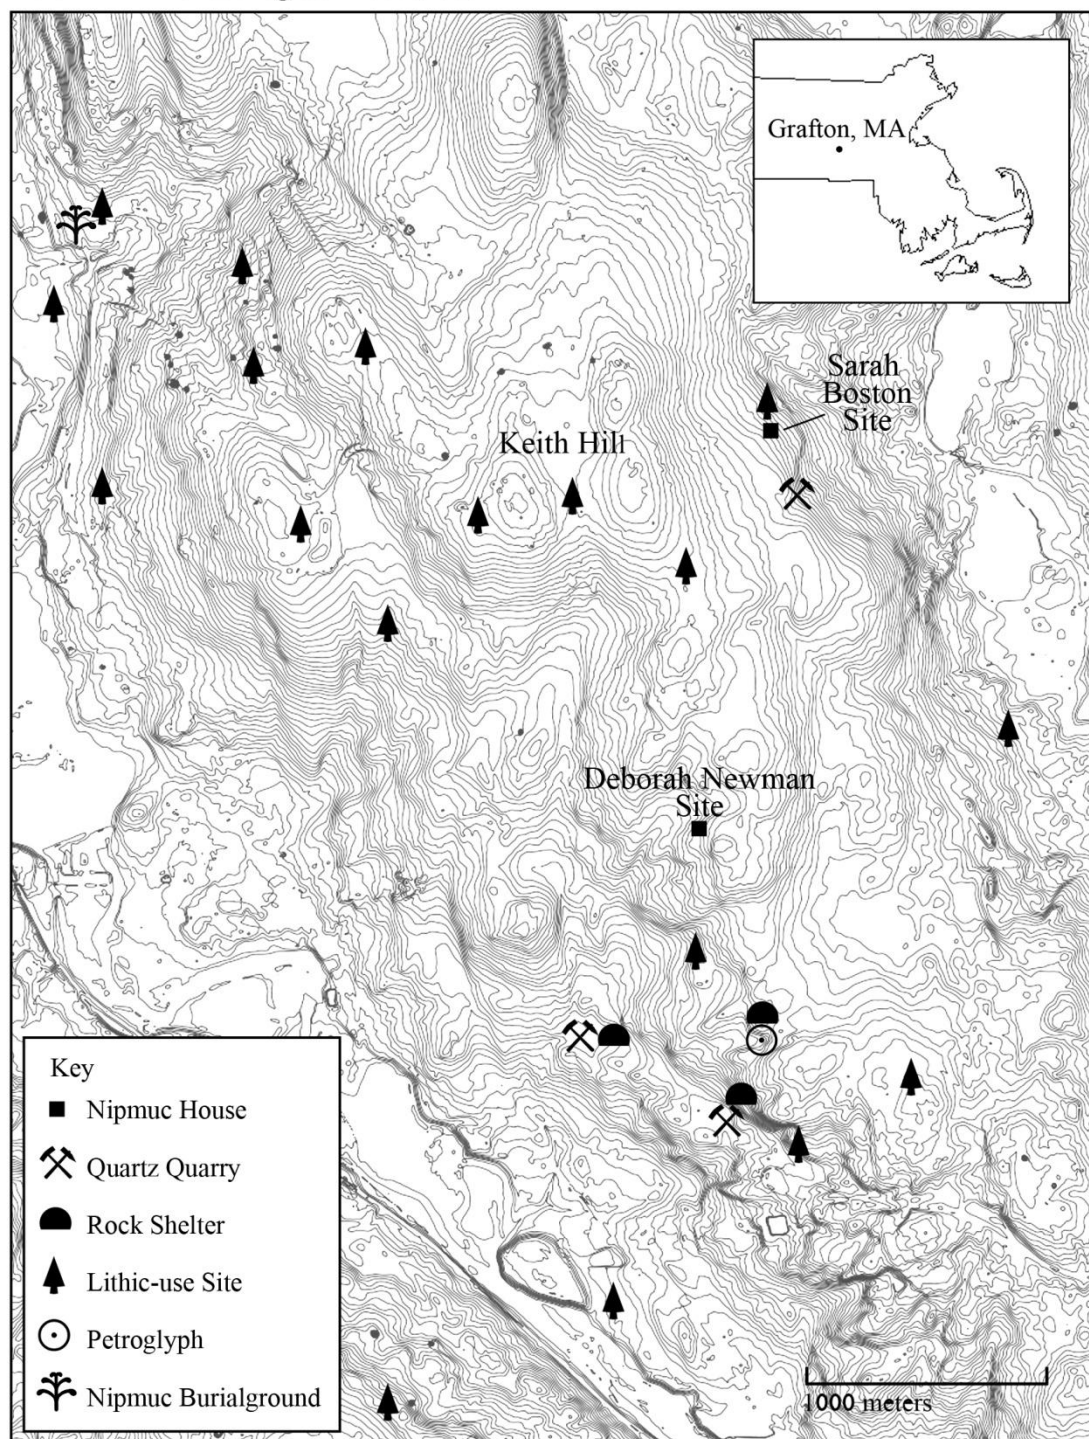 Grafton, MA
Sarah
Boston
Site
Keith Hill
Deborah Newman
Site
Key
Nipmuc House
Quartz Quarry
Rock Shelter
Lithic-use Site
Petroglyph
Nipmuc Burialground
1000 meters